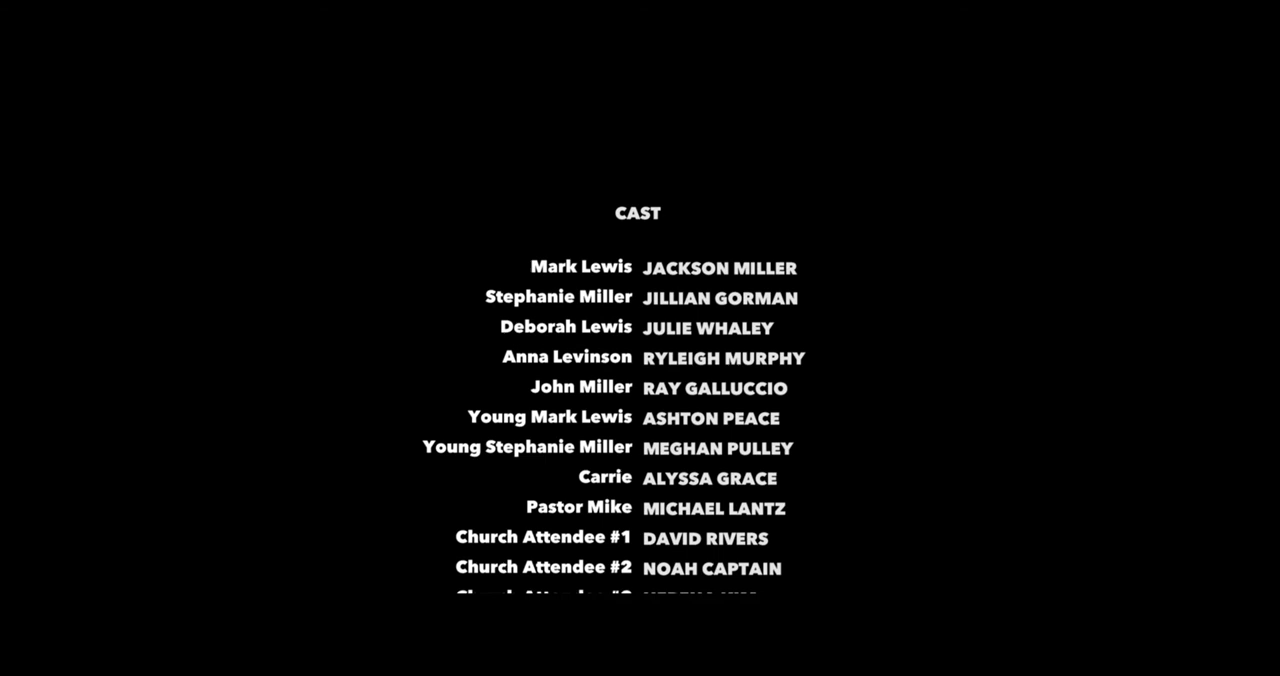 CAST
Mark Lewis JACKSON MILLER
Stephanie Miller JILLIAN GORMAN
Deborah Lewis JULIE WHALEY
Anna Levinson RYLEIGH MURPHY
John Miller RAY GALLUCCIO
Young Mark Lewis ASHTON PEACE
Young Stephanie Miller MEGHAN PULLEY
Carrie ALYSSA GRACE
Pastor Mike MICHAEL LANTZ
Church Attendee #1 DAVID RIVERS
Church Attendee #2 NOAH CAPTAIN
Church Attendee